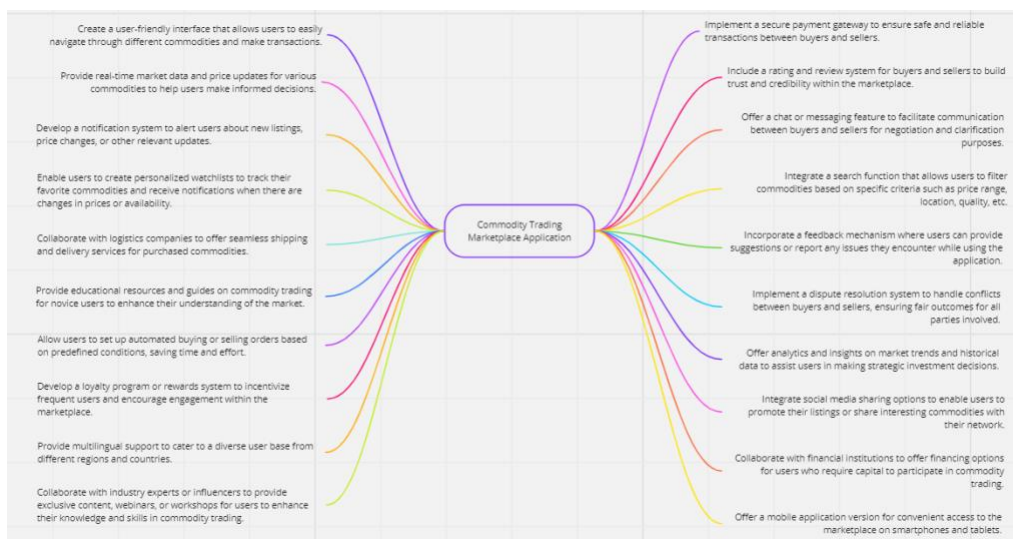 Create a user-friendly interface that allows users to easily
navigate through different commodities and make transactions.
Provide real-time market data and price updates for various
commodities to help users make informed decisions.
Develop a notification system to alert users about new listings,
price changes, or other relevant updates.
Enable users to create personalized watchlists to track their
favorite commodities and receive notifications when there are
changes in prices or availability.
Collaborate with logistics companies to offer seamless shipping
and delivery services for purchased commodities.
Provide educational resources and guides on commodity trading
for novice users to enhance their understanding of the market.
Allow users to set up automated buying or selling orders based
on predefined conditions, saving time and effort.
Develop a loyalty program or rewards system to incentivize
frequent users and encourage engagement within the
marketplace.
Provide multilingual support to cater to a diverse user base from
different regions and countries.
Collaborate with industry experts or influencers to provide
exclusive content, webinars, or workshops for users to enhance
their knowledge and skills in commodity trading.
Commodity Trading
Marketplace Application
Implement a secure payment gateway to ensure safe and reliable
transactions between buyers and sellers.
Include a rating and review system for buyers and sellers to build
trust and credibility within the marketplace.
Offer a chat or messaging feature to facilitate communication
between buyers and sellers for negotiation and clarification
purposes.
Integrate a search function that allows users to filter
commodities based on specific criteria such as price range,
location, quality, etc.
Incorporate a feedback mechanism where users can provide
suggestions or report any issues they encounter while using the
application.
Implement a dispute resolution system to handle conflicts
between buyers and sellers, ensuring fair outcomes for all
parties involved.
Offer analytics and insights on market trends and historical
data to assist users in making strategic investment decisions.
Integrate social media sharing options to enable users to
promote their listings or share interesting commodities with
their network.
Collaborate with financial institutions to offer financing options
for users who require capital to participate in commodity
trading.
Offer a mobile application version for convenient access to the
marketplace on smartphones and tablets.